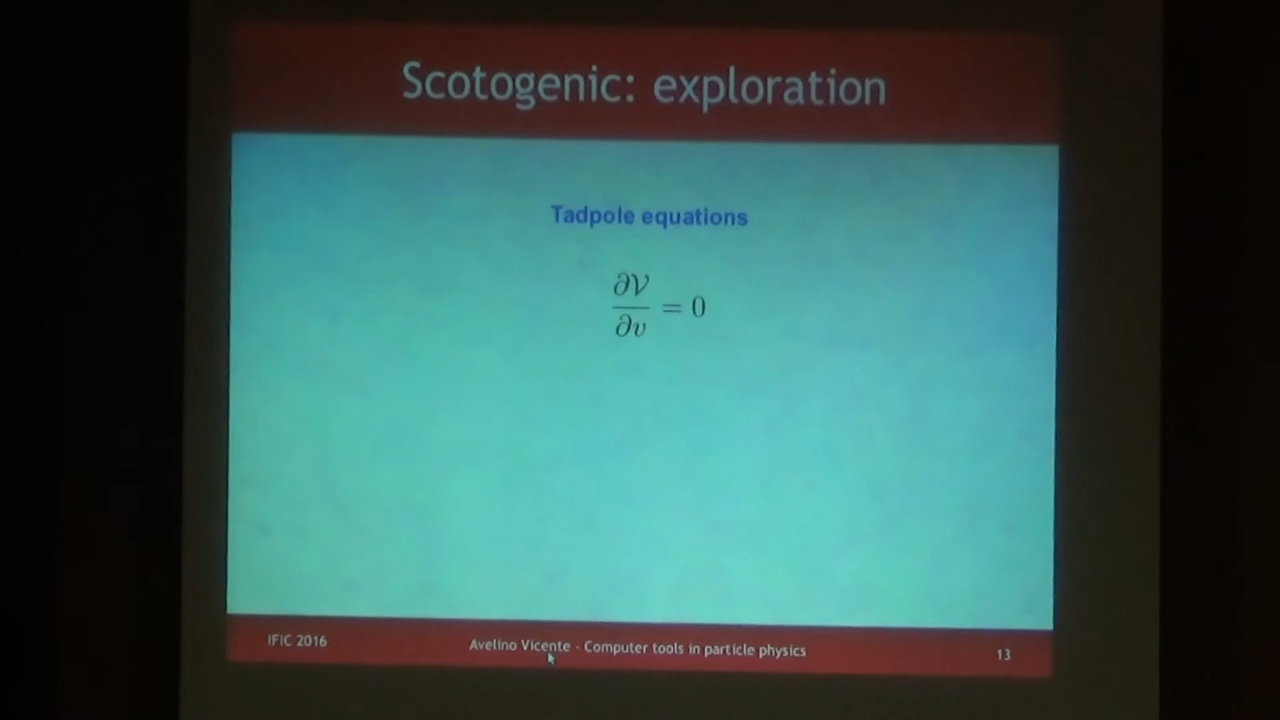 Scotogenic: exploration
Tadpole equations
∂𝒱/∂v = 0
IFIC 2016
Avelino Vicente - Computer tools in particle physics
13